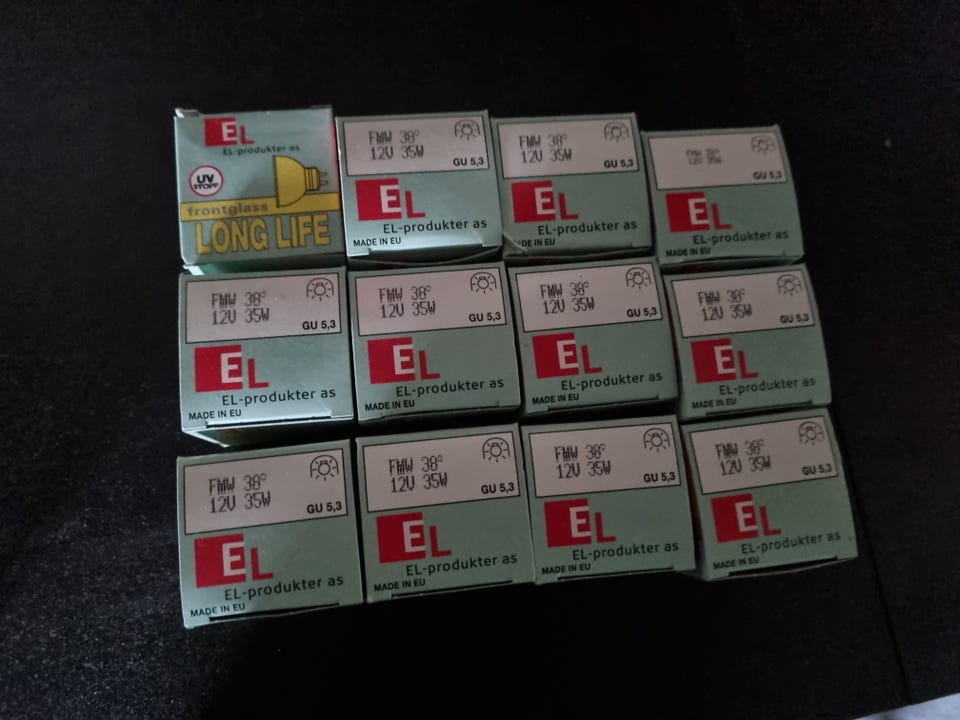 EL
EL-produkter as
UV
STOPP
frontglass
LONG LIFE
FMW 38°
12V 35W
GU 5,3
EL
EL-produkter as
MADE IN EU
FMW 38°
12V 35W
GU 5,3
EL
EL-produkter as
MADE IN EU
FMW 38°
12V 35W
GU 5,3
EL
EL-produkter as
MADE IN EU
FMW 38°
12V 35W
GU 5,3
EL
EL-produkter as
MADE IN EU
FMW 38°
12V 35W
GU 5,3
EL
EL-produkter as
MADE IN EU
FMW 38°
12V 35W
GU 5,3
EL
EL-produkter as
MADE IN EU
FMW 38°
12V 35W
GU 5,3
EL
EL-produkter as
MADE IN EU
FMW 38°
12V 35W
GU 5,3
EL
EL-produkter as
MADE IN EU
FMW 38°
12V 35W
GU 5,3
EL
EL-produkter as
MADE IN EU
FMW 38°
12V 35W
GU 5,3
EL
EL-produkter as
MADE IN EU
FMW 38°
12V 35W
GU 5,3
EL
EL-produkter as
MADE IN EU